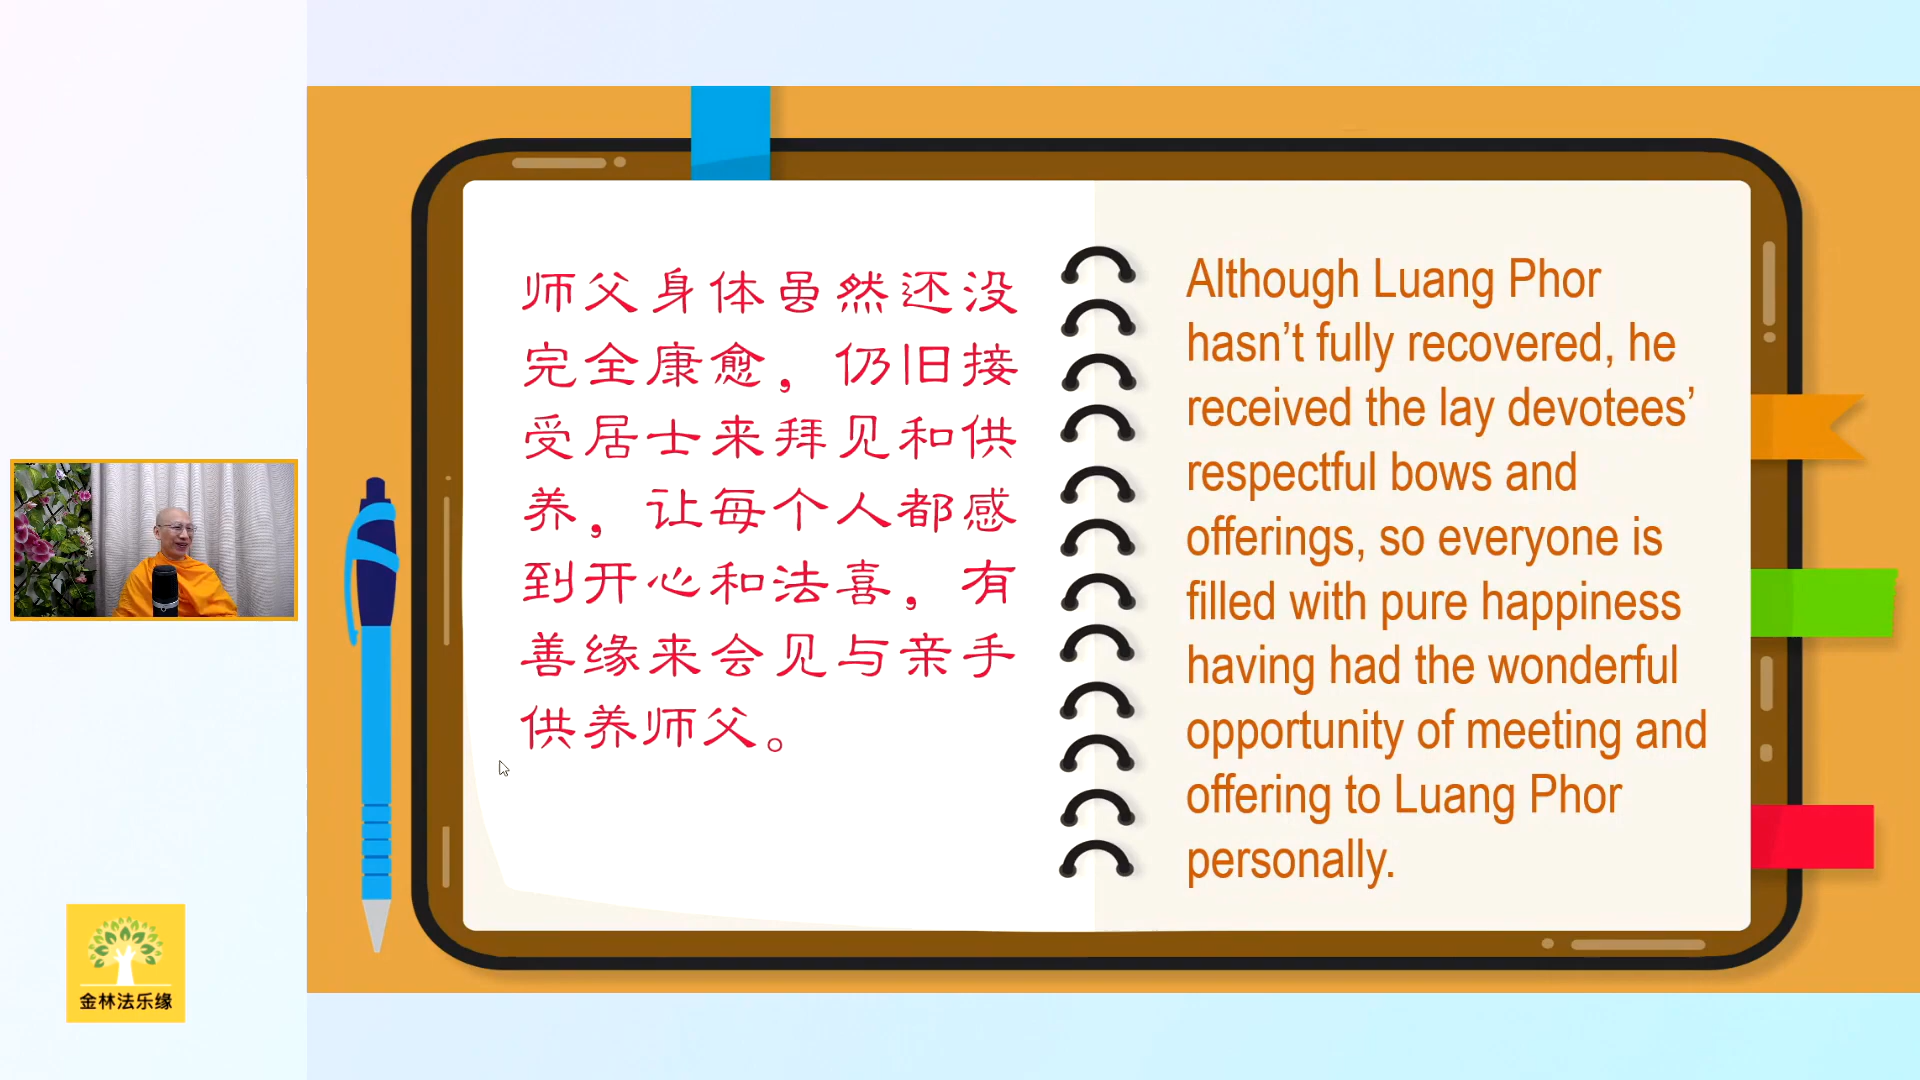 师父身体虽然还没
完全康愈，仍旧接
受居士来拜见和供
养，让每个人都感
到开心和法喜，有
善缘来会见与亲手
供养师父。
Although Luang Phor
hasn’t fully recovered, he
received the lay devotees’
respectful bows and
offerings, so everyone is
filled with pure happiness
having had the wonderful
opportunity of meeting and
offering to Luang Phor
personally.
金林法乐缘